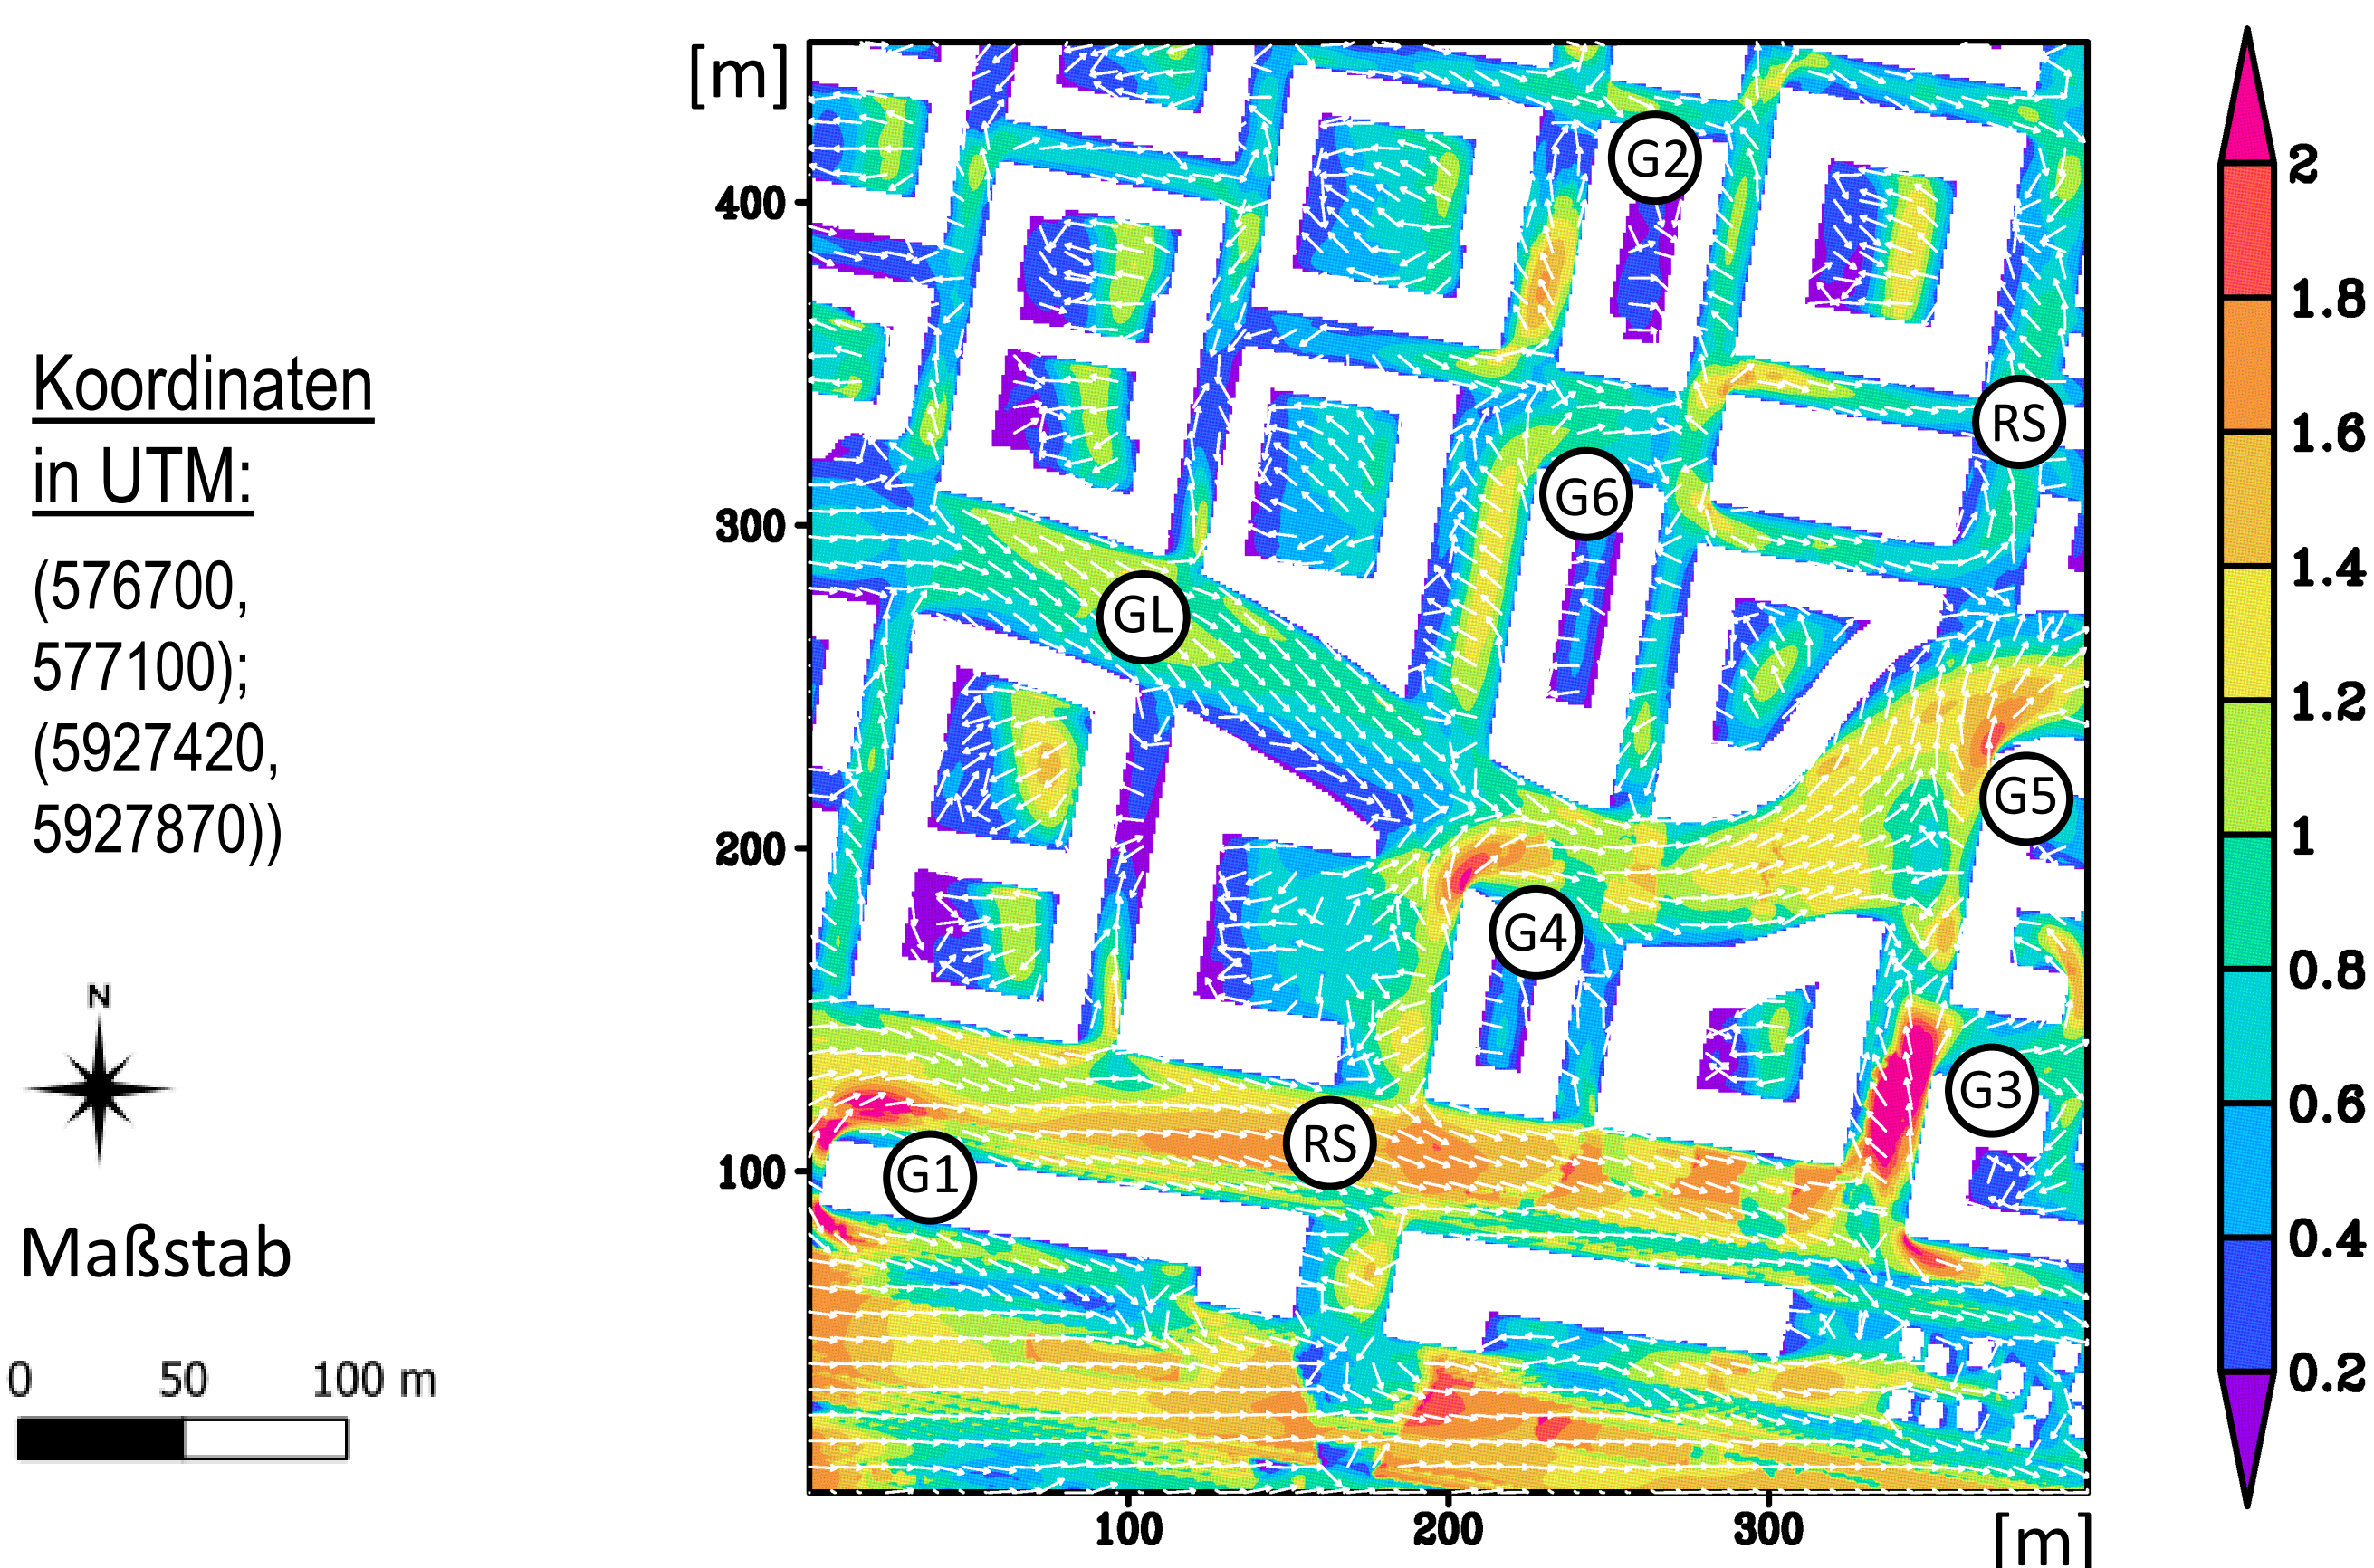 Koordinaten
in UTM:
(576700,
577100);
(5927420,
5927870))
N
Maßstab
0 50 100 m
[m]
400
300
200
100
100 200 300 [m]
G2
RS
G6
GL
G5
G4
G3
RS
G1
2
1.8
1.6
1.4
1.2
1
0.8
0.6
0.4
0.2